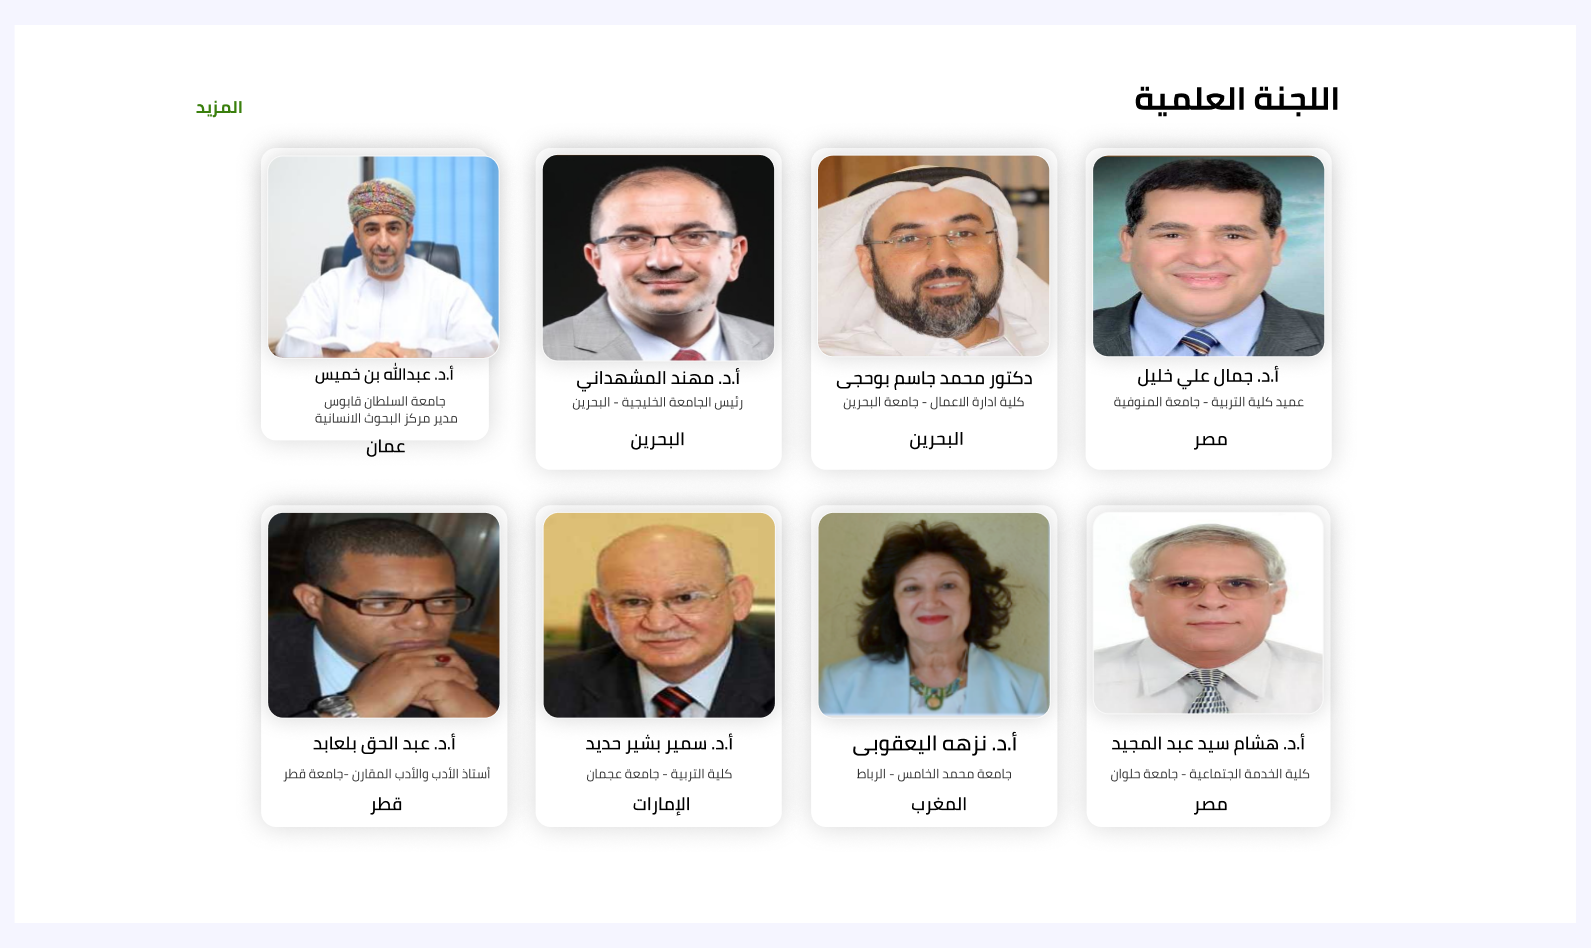 اللجنة العلمية
المزيد
أ.د. جمال علي خليل
عميد كلية التربية - جامعة المنوفية
مصر
دكتور محمد جاسم بوحجى
كلية ادارة الاعمال - جامعة البحرين
البحرين
أ.د. مهند المشهداني
رئيس الجامعة الخليجية - البحرين
البحرين
أ.د. عبدالله بن خميس
جامعة السلطان قابوس
مدير مركز البحوث الانسانية
عمان
أ.د. هشام سيد عبد المجيد
كلية الخدمة الجتماعية - جامعة حلوان
مصر
أ.د. نزهه اليعقوبى
جامعة محمد الخامس - الرباط
المغرب
أ.د. سمير بشير حديد
كلية التربية - جامعة عجمان
الإمارات
أ.د. عبد الحق بلعابد
أستاذ الأدب والأدب المقارن -جامعة قطر
قطر